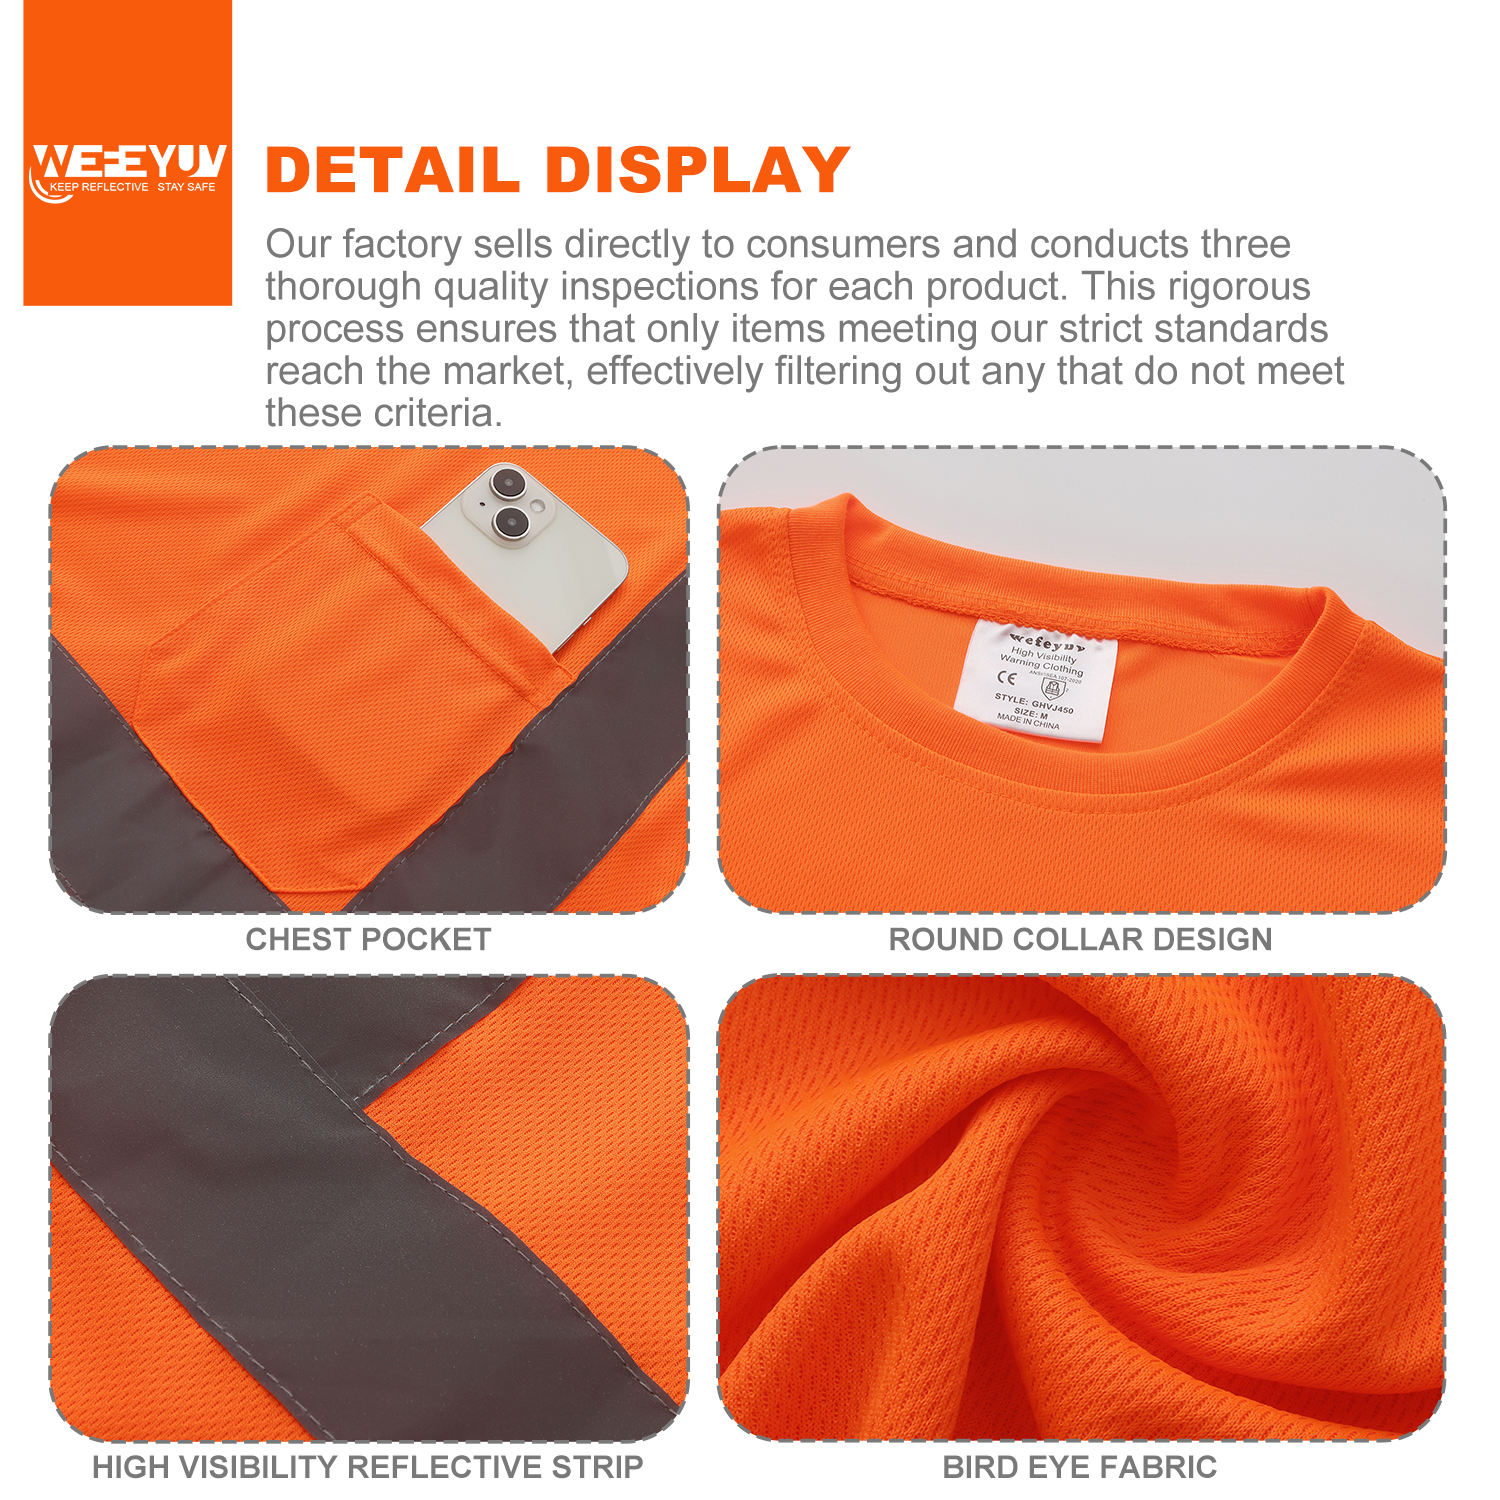 WEFEYUV
KEEP REFLECTIVE STAY SAFE
DETAIL DISPLAY
Our factory sells directly to consumers and conducts three
thorough quality inspections for each product. This rigorous
process ensures that only items meeting our strict standards
reach the market, effectively filtering out any that do not meet
these criteria.
wefeyuv
High Visibility
Warning Clothing
ANSI/ISEA 107-2020
CE
2
STYLE: GHVJ450
SIZE: M
MADE IN CHINA
CHEST POCKET
ROUND COLLAR DESIGN
HIGH VISIBILITY REFLECTIVE STRIP
BIRD EYE FABRIC